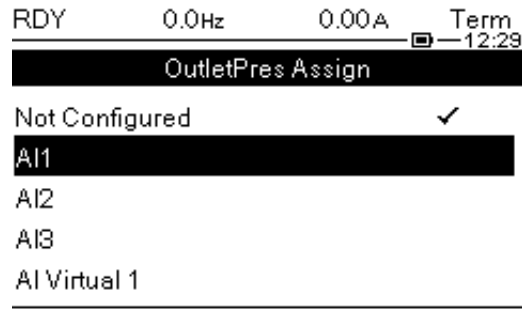 RDY 0.0Hz 0.00A Term
12:29
OutletPres Assign
Not Configured ✓
AI1
AI2
AI3
AI Virtual 1